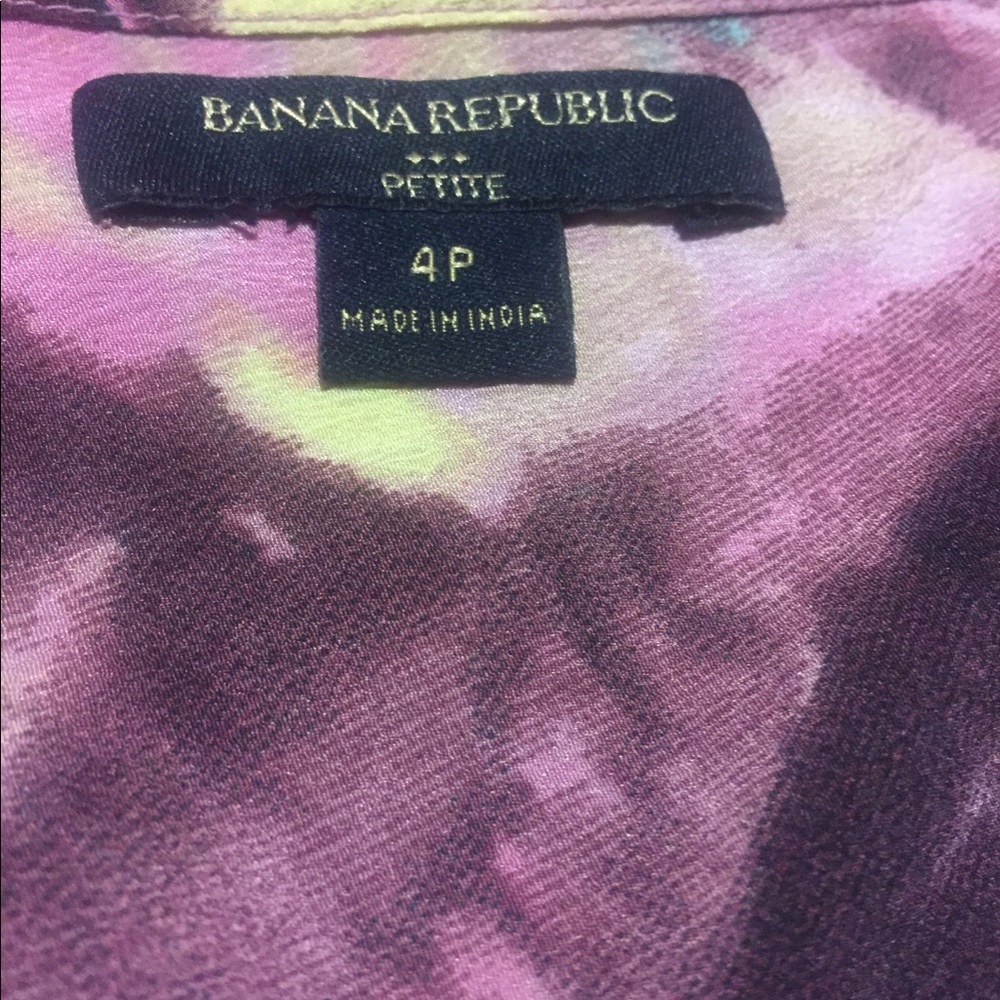 BANANA REPUBLIC
PETITE
4P
MADE IN INDIA